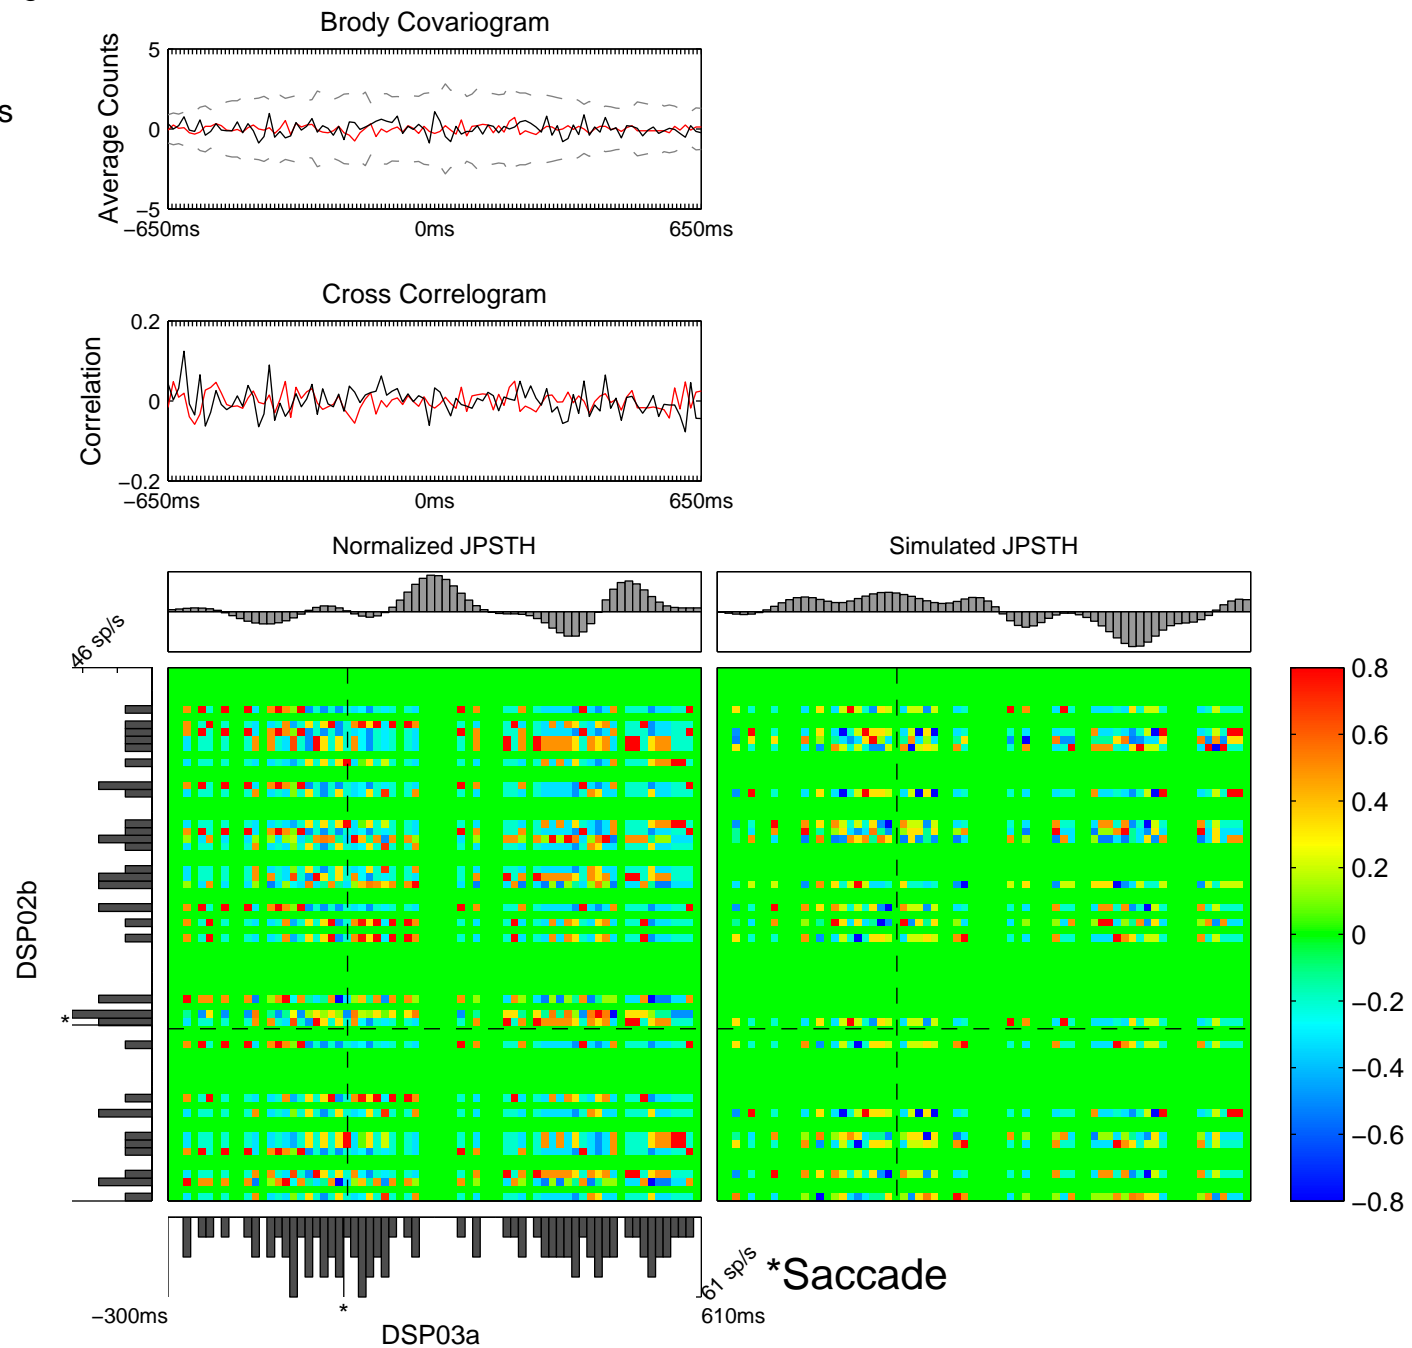 g
Brody Covariogram
s
Average Counts
5
0
−5
−650ms
0ms
650ms
Cross Correlogram
Correlation
0.2
0
−0.2
−650ms
0ms
650ms
Normalized JPSTH
Simulated JPSTH
46 sp/s
DSP02b
*
0.8
0.6
0.4
0.2
0
−0.2
−0.4
−0.6
−0.8
61 sp/s
*Saccade
−300ms
*
610ms
DSP03a